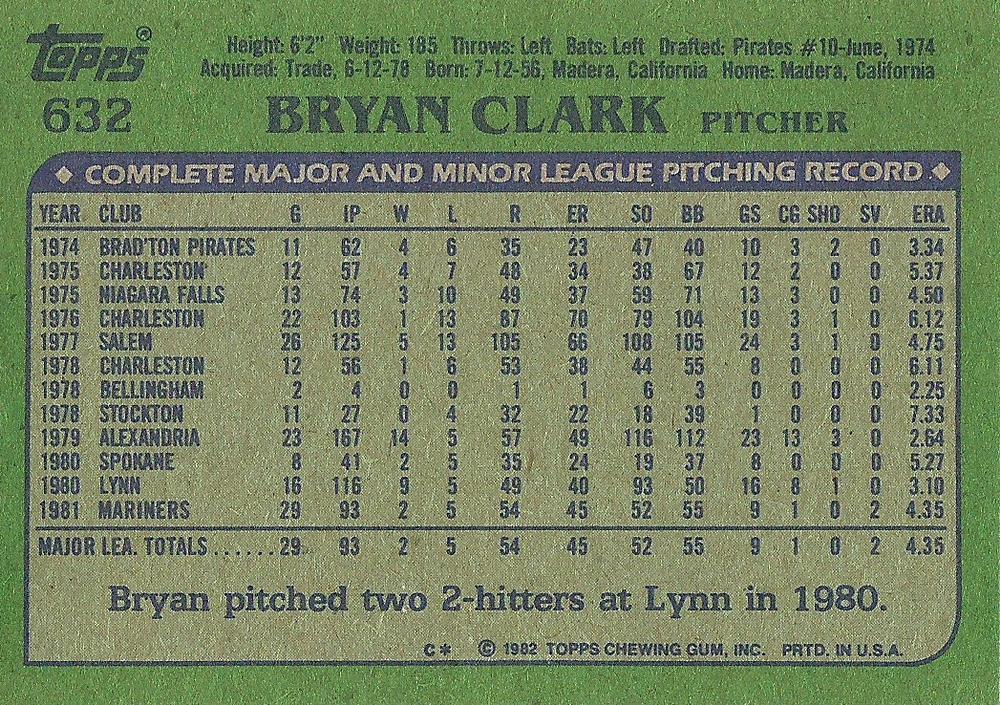 Topps®
Height: 6'2" Weight: 185 Throws: Left Bats: Left Drafted: Pirates #10-June, 1974
Acquired: Trade, 6-12-78 Born: 7-12-56, Madera, California Home: Madera, California
632 BRYAN CLARK PITCHER
◆ COMPLETE MAJOR AND MINOR LEAGUE PITCHING RECORD ◆
YEAR CLUB G IP W L R ER SO BB GS CG SHO SV ERA
1974 BRAD'TON PIRATES 11 62 4 6 35 23 47 40 10 3 2 0 3.34
1975 CHARLESTON 12 57 4 7 48 34 38 67 12 2 0 0 5.37
1975 NIAGARA FALLS 13 74 3 10 49 37 59 71 13 3 0 0 4.50
1976 CHARLESTON 22 103 1 13 87 70 79 104 19 3 1 0 6.12
1977 SALEM 26 125 5 13 105 66 108 105 24 3 1 0 4.75
1978 CHARLESTON 12 56 1 6 53 38 44 55 8 0 0 0 6.11
1978 BELLINGHAM 2 4 0 0 1 1 6 3 0 0 0 0 2.25
1978 STOCKTON 11 27 0 4 32 22 18 39 1 0 0 0 7.33
1979 ALEXANDRIA 23 167 14 5 57 49 116 112 23 13 3 0 2.64
1980 SPOKANE 8 41 2 5 35 24 19 37 8 0 0 0 5.27
1980 LYNN 16 116 9 5 49 40 93 50 16 8 1 0 3.10
1981 MARINERS 29 93 2 5 54 45 52 55 9 1 0 2 4.35
MAJOR LEA. TOTALS......29 93 2 5 54 45 52 55 9 1 0 2 4.35
Bryan pitched two 2-hitters at Lynn in 1980.
C* © 1982 TOPPS CHEWING GUM, INC. PRTD. IN U.S.A.